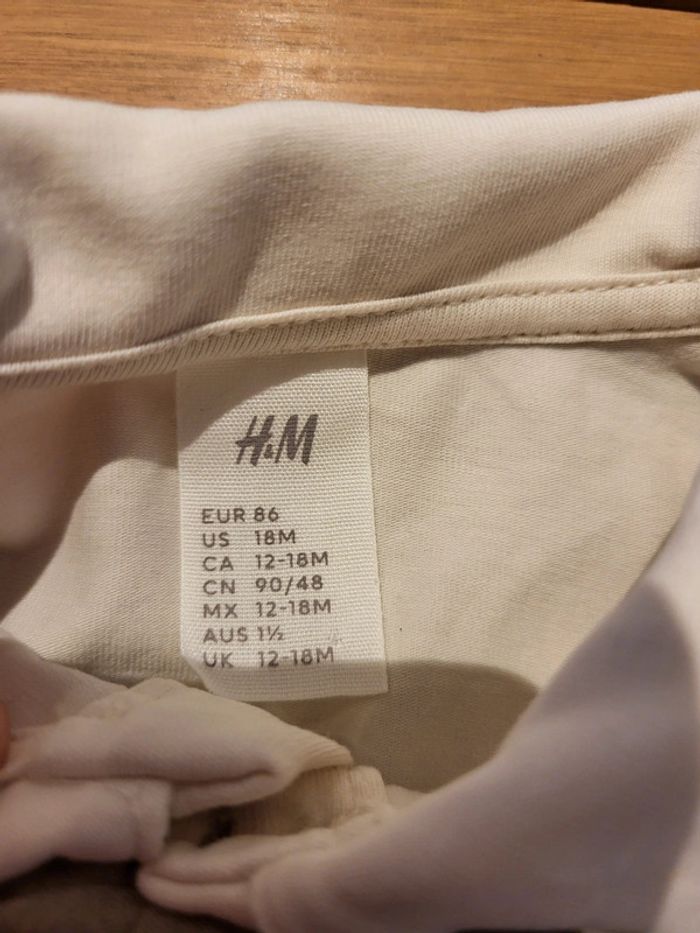 H&M
EUR 86
US 18M
CA 12-18M
CN 90/48
MX 12-18M
AUS 1½
UK 12-18M